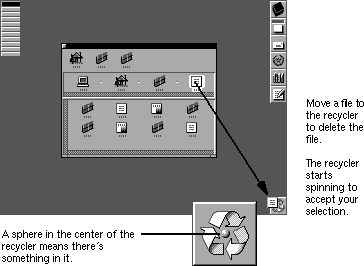 Move a file to
the recycler
to delete the
file.
The recycler
starts
spinning to
accept your
selection.
A sphere in the center of the
recycler means there´s
something in it.